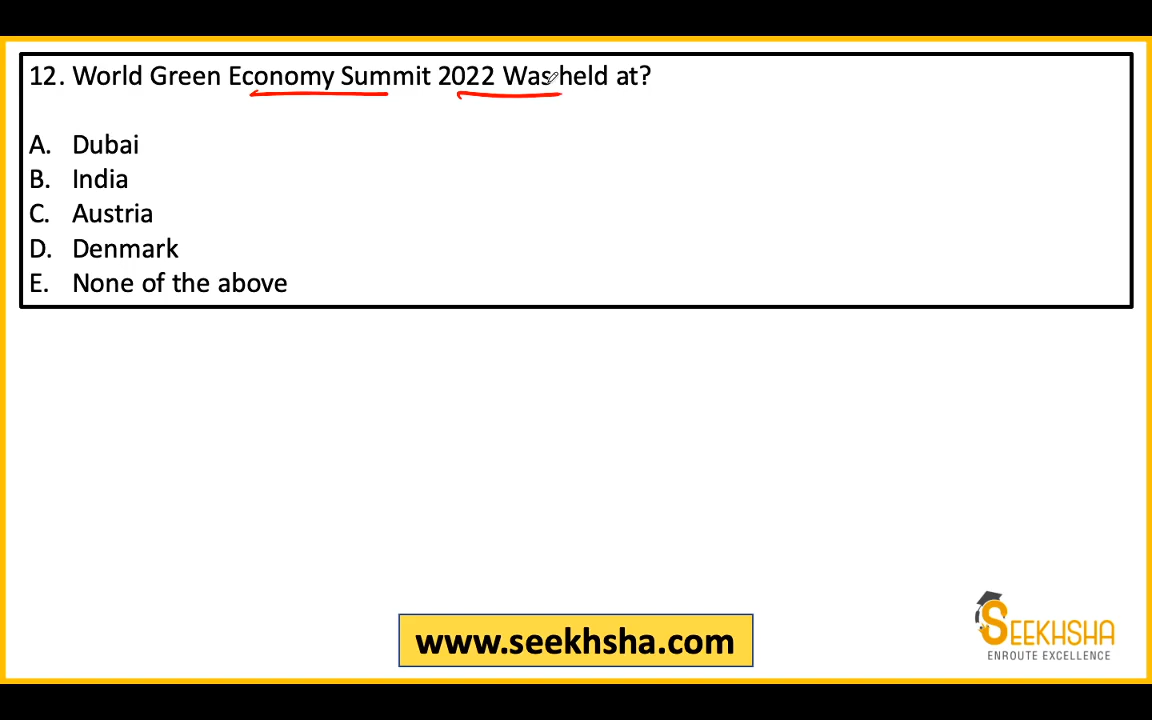 12. World Green Economy Summit 2022 Was held at?
A. Dubai
B. India
C. Austria
D. Denmark
E. None of the above
www.seekhsha.com
SEEKHSHA
ENROUTE EXCELLENCE